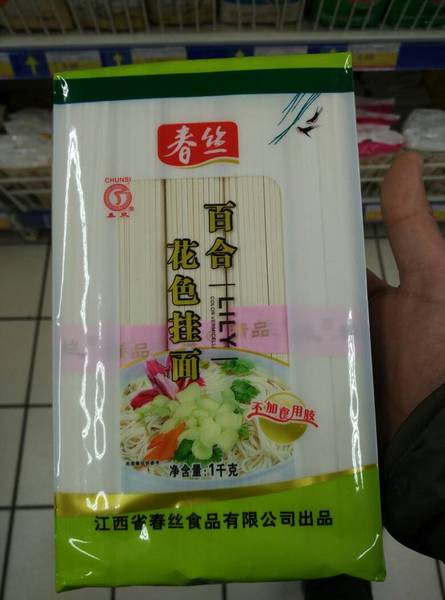 春丝
CHUNSI
春丝
百合
LILY
花色挂面
COLOR VERMICELLI
品
品
不加食用胶
净含量:1千克
江西省春丝食品有限公司出品